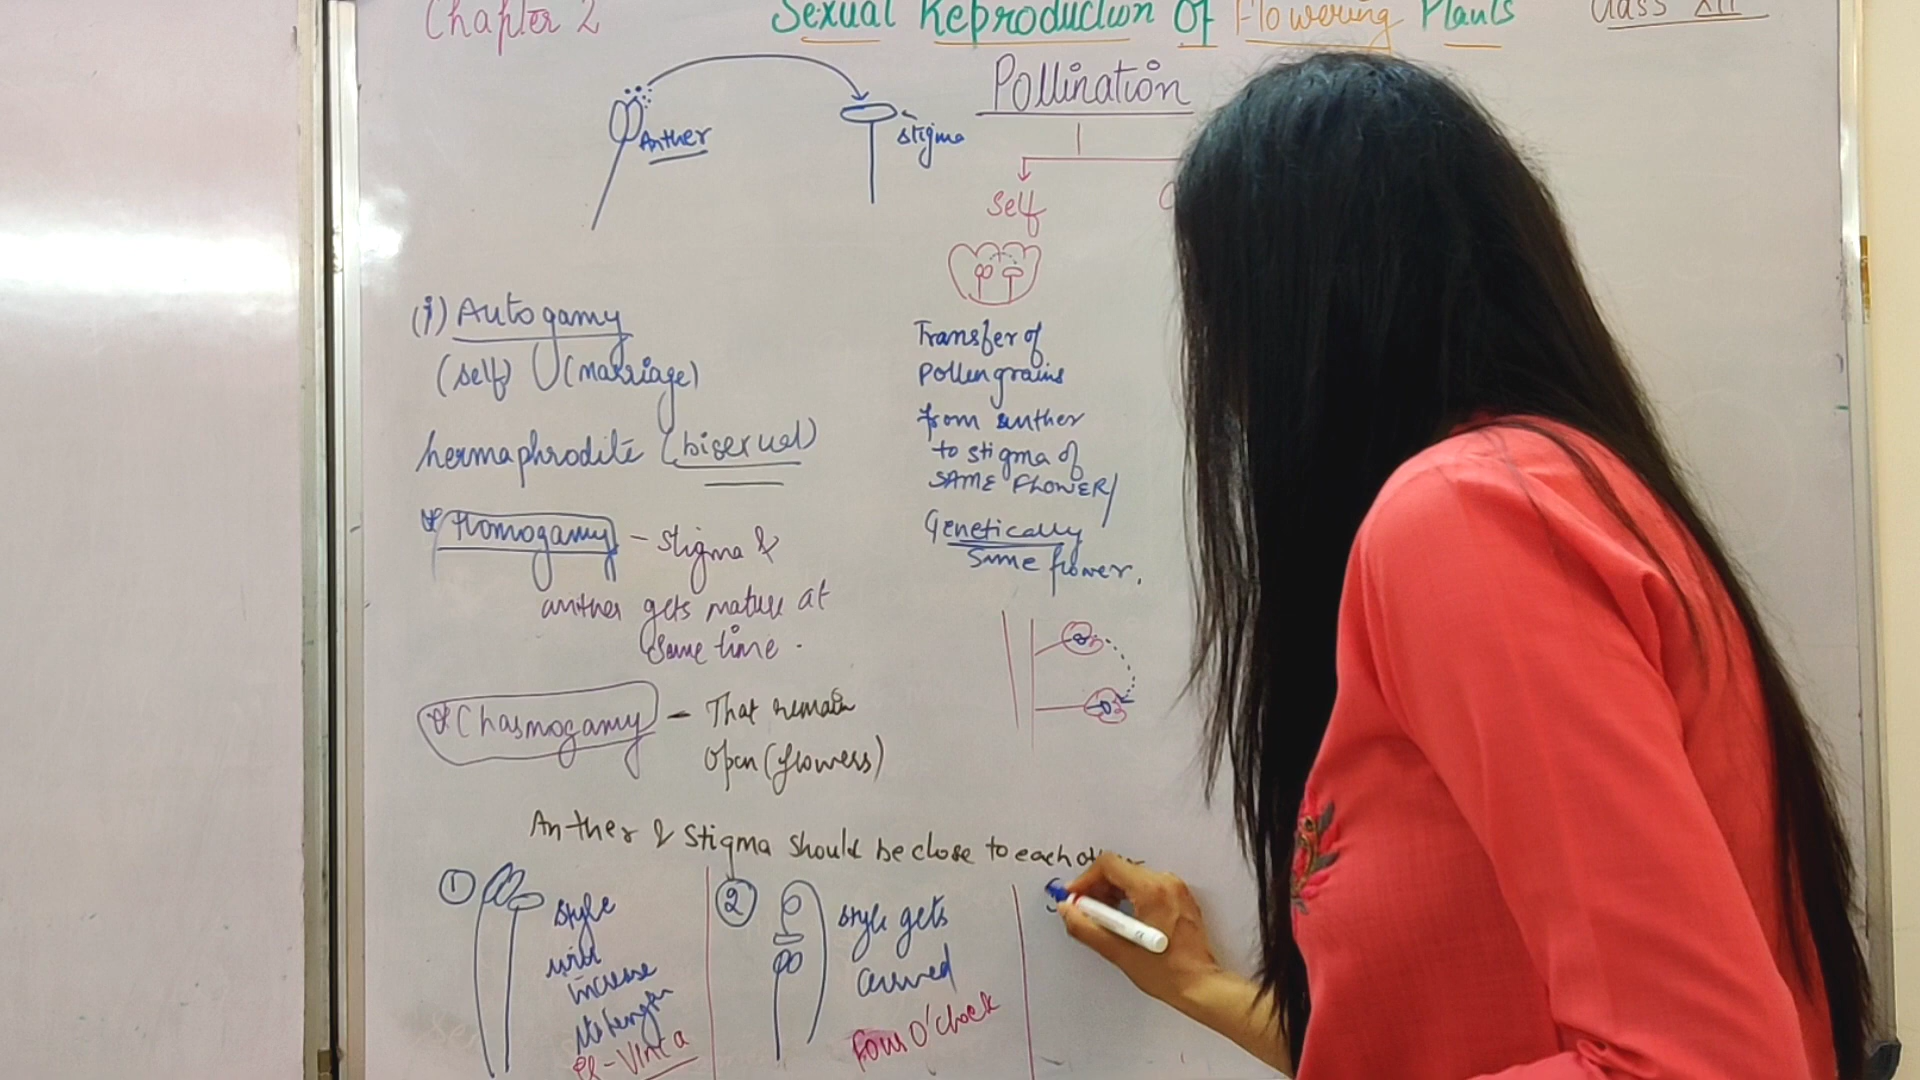 Chapter 2
Sexual Reproduction Of Flowering Plants
Class XII
Pollination
Anther
stigma
Self
(i) Autogamy
(self) (marriage)
hermaphrodite (bisexual)
Homogamy - stigma &
anther gets mature at
Same time.
Chasmogamy - That remain
Open (flowers)
Transfer of
pollen grains
from anther
to stigma of
SAME FLOWER/
Genetically
Same flower.
Anther & Stigma should be close to each
1
style
will
increase
its length
Vinca
2
style gets
curved
Four O'clock